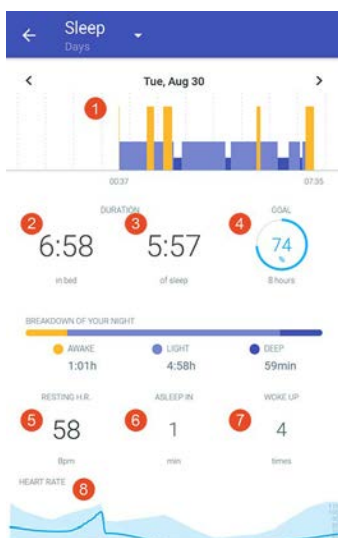 Sleep
Days
Tue, Aug 30
1
00:37 07:35
DURATION GOAL
2 3 4
6:58 5:57 74
%
in bed of sleep 8 hours
BREAKDOWN OF YOUR NIGHT
AWAKE LIGHT DEEP
1:01h 4:58h 59min
RESTING H.R. ASLEEP IN WOKE UP
5 6 7
58 1 4
Bpm min times
HEART RATE 8